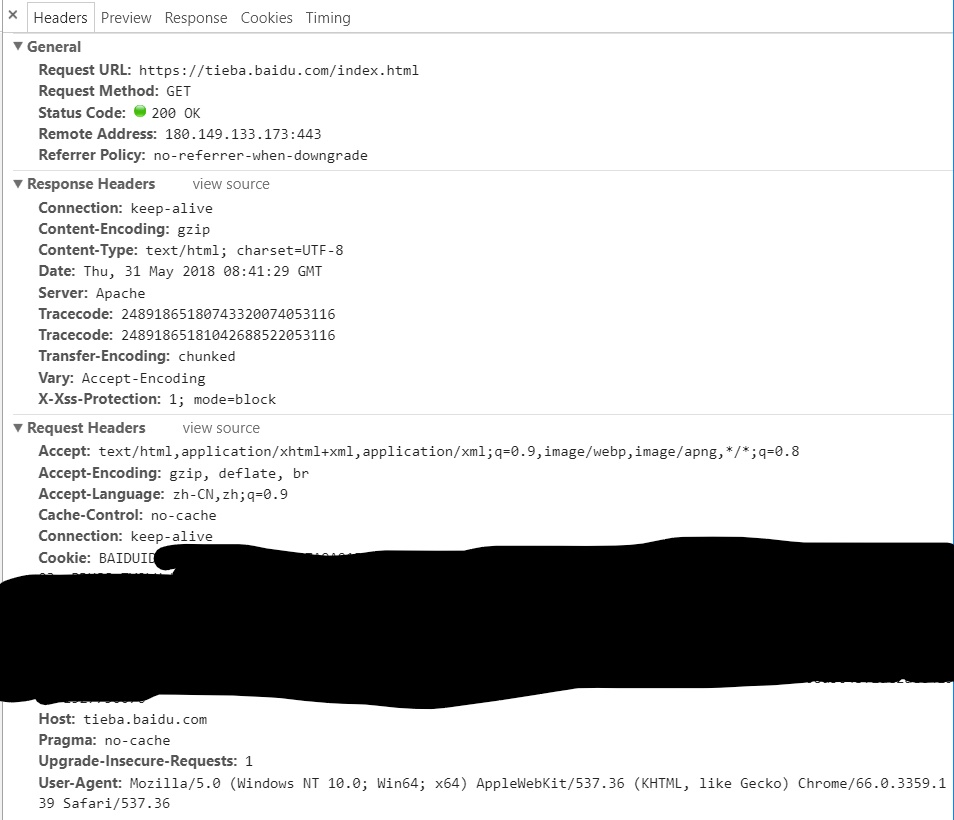 Headers Preview Response Cookies Timing
General
Request URL: https://tieba.baidu.com/index.html
Request Method: GET
Status Code: 200 OK
Remote Address: 180.149.133.173:443
Referrer Policy: no-referrer-when-downgrade
Response Headers view source
Connection: keep-alive
Content-Encoding: gzip
Content-Type: text/html; charset=UTF-8
Date: Thu, 31 May 2018 08:41:29 GMT
Server: Apache
Tracecode: 24891865180743320074053116
Tracecode: 24891865181042688522053116
Transfer-Encoding: chunked
Vary: Accept-Encoding
X-Xss-Protection: 1; mode=block
Request Headers view source
Accept: text/html,application/xhtml+xml,application/xml;q=0.9,image/webp,image/apng,*/*;q=0.8
Accept-Encoding: gzip, deflate, br
Accept-Language: zh-CN,zh;q=0.9
Cache-Control: no-cache
Connection: keep-alive
Cookie: BAIDUID
Host: tieba.baidu.com
Pragma: no-cache
Upgrade-Insecure-Requests: 1
User-Agent: Mozilla/5.0 (Windows NT 10.0; Win64; x64) AppleWebKit/537.36 (KHTML, like Gecko) Chrome/66.0.3359.1
39 Safari/537.36